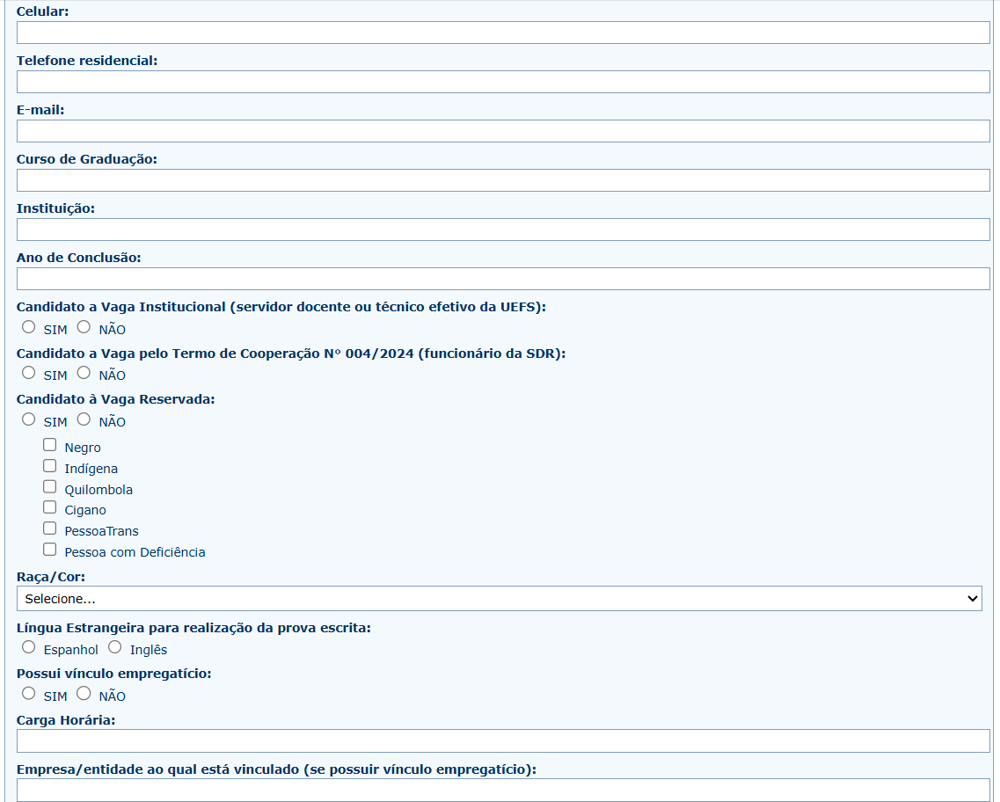 Celular:
Telefone residencial:
E-mail:
Curso de Graduação:
Instituição:
Ano de Conclusão:
Candidato a Vaga Institucional (servidor docente ou técnico efetivo da UEFS):
SIM NÃO
Candidato a Vaga pelo Termo de Cooperação Nº 004/2024 (funcionário da SDR):
SIM NÃO
Candidato à Vaga Reservada:
SIM NÃO
Negro
Indígena
Quilombola
Cigano
PessoaTrans
Pessoa com Deficiência
Raça/Cor:
Selecione...
Língua Estrangeira para realização da prova escrita:
Espanhol Inglês
Possui vínculo empregatício:
SIM NÃO
Carga Horária:
Empresa/entidade ao qual está vinculado (se possuir vínculo empregatício):